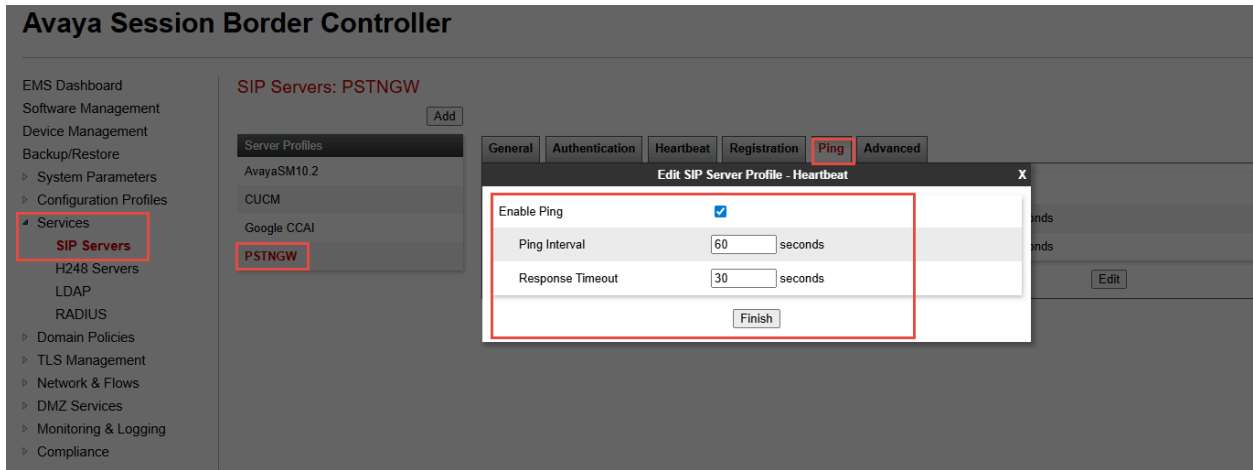 Avaya Session Border Controller
EMS Dashboard
Software Management
Device Management
Backup/Restore
System Parameters
Configuration Profiles
Services
SIP Servers
H248 Servers
LDAP
RADIUS
Domain Policies
TLS Management
Network & Flows
DMZ Services
Monitoring & Logging
Compliance
SIP Servers: PSTNGW
Add
Server Profiles
AvayaSM10.2
CUCM
Google CCAI
PSTNGW
General Authentication Heartbeat Registration Ping Advanced
Edit SIP Server Profile - Heartbeat X
Enable Ping
Ping Interval 60 seconds
Response Timeout 30 seconds
Finish
Edit